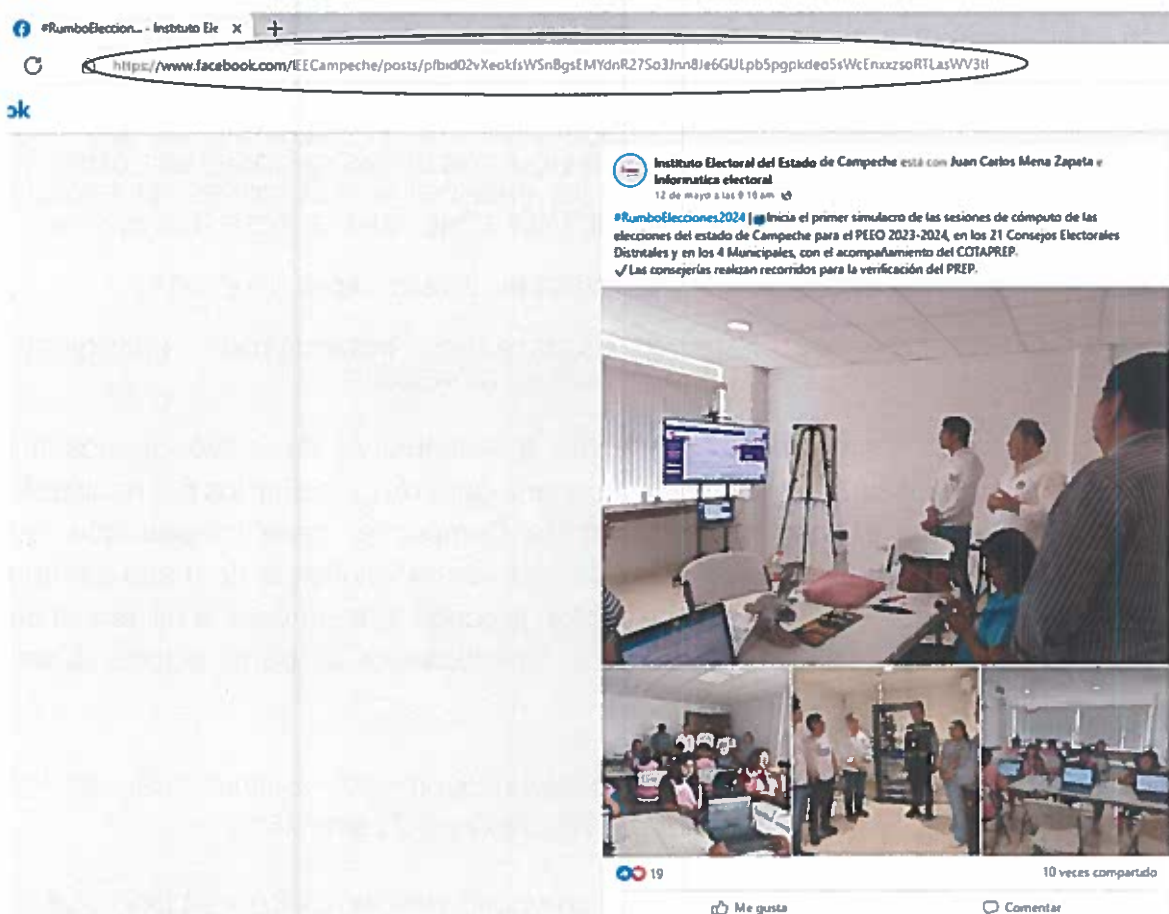 #RumboEleccion... - Instituto Ele × +
https://www.facebook.com/IEECampeche/posts/
ok
Instituto Electoral del Estado de Campeche está con Juan Carlos Mena Zapata e
Informatica electoral
12 de mayo a las 9:16 am
#RumboElecciones2024 | Inicia el primer simulacro de las sesiones de cómputo de las
elecciones del estado de Campeche para el PEEO 2023-2024, en los 21 Consejos Electorales
Distritales y en los 4 Municipales, con el acompañamiento del COTAPREP.
✓Las consejerías realizan recorridos para la verificación del PREP.
19
10 veces compartido
Me gusta
Comentar